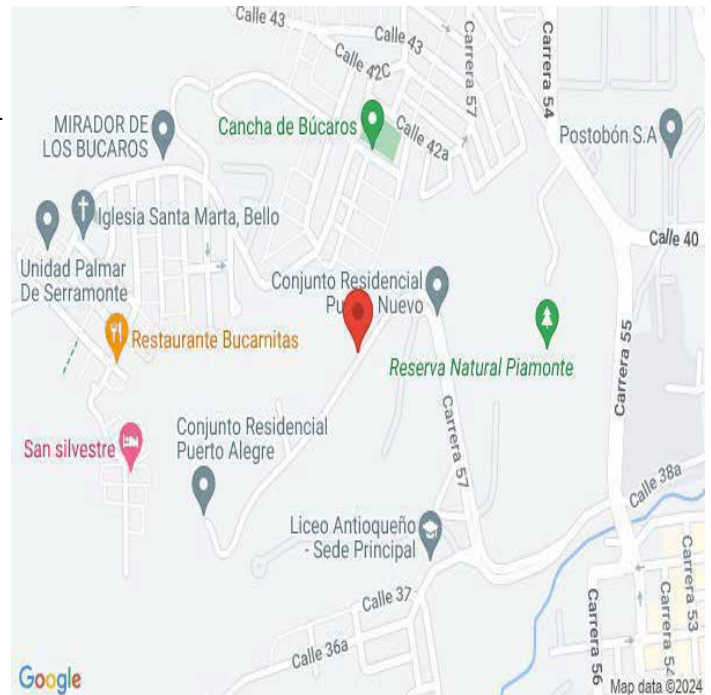 Calle 43
Calle 43
Calle 42C
Carrera 57
Carrera 54
MIRADOR DE
LOS BUCAROS
Cancha de Búcaros
Calle 42a
Postobón S.A
Iglesia Santa Marta, Bello
Calle 40
Unidad Palmar
De Serramonte
Conjunto Residencial
Nuevo
Restaurante Bucarnitas
Reserva Natural Piamonte
Carrera 55
San silvestre
Conjunto Residencial
Puerto Alegre
Carrera 57
Calle 38a
Liceo Antioqueño
- Sede Principal
Calle 37
Calle 36a
Carrera 53
Carrera 54
Carrera 56
Google
Map data ©2024